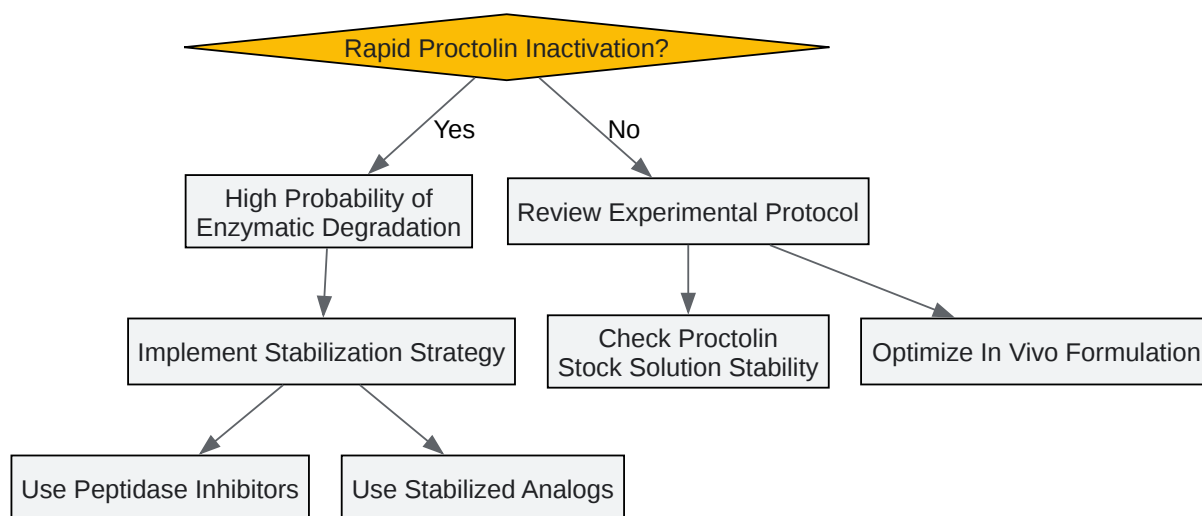 Rapid Proctolin Inactivation?
Yes
No
High Probability of
Enzymatic Degradation
Review Experimental Protocol
Implement Stabilization Strategy
Check Proctolin
Stock Solution Stability
Optimize In Vivo Formulation
Use Peptidase Inhibitors
Use Stabilized Analogs